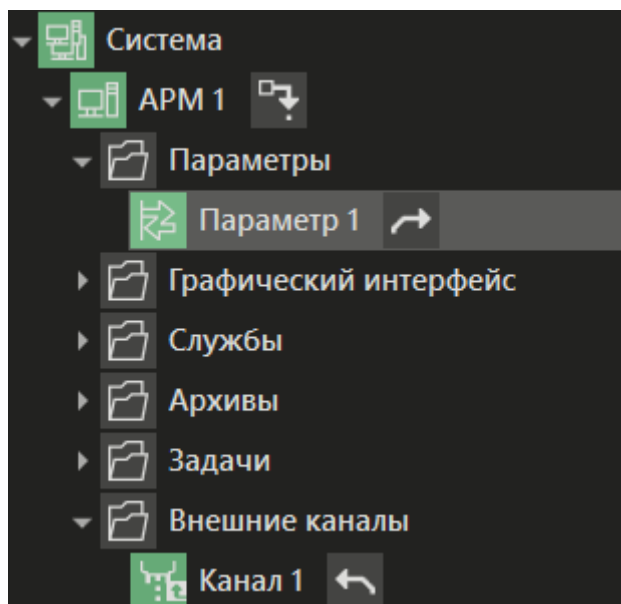 Система
АРМ 1
Параметры
Параметр 1
Графический интерфейс
Службы
Архивы
Задачи
Внешние каналы
Канал 1